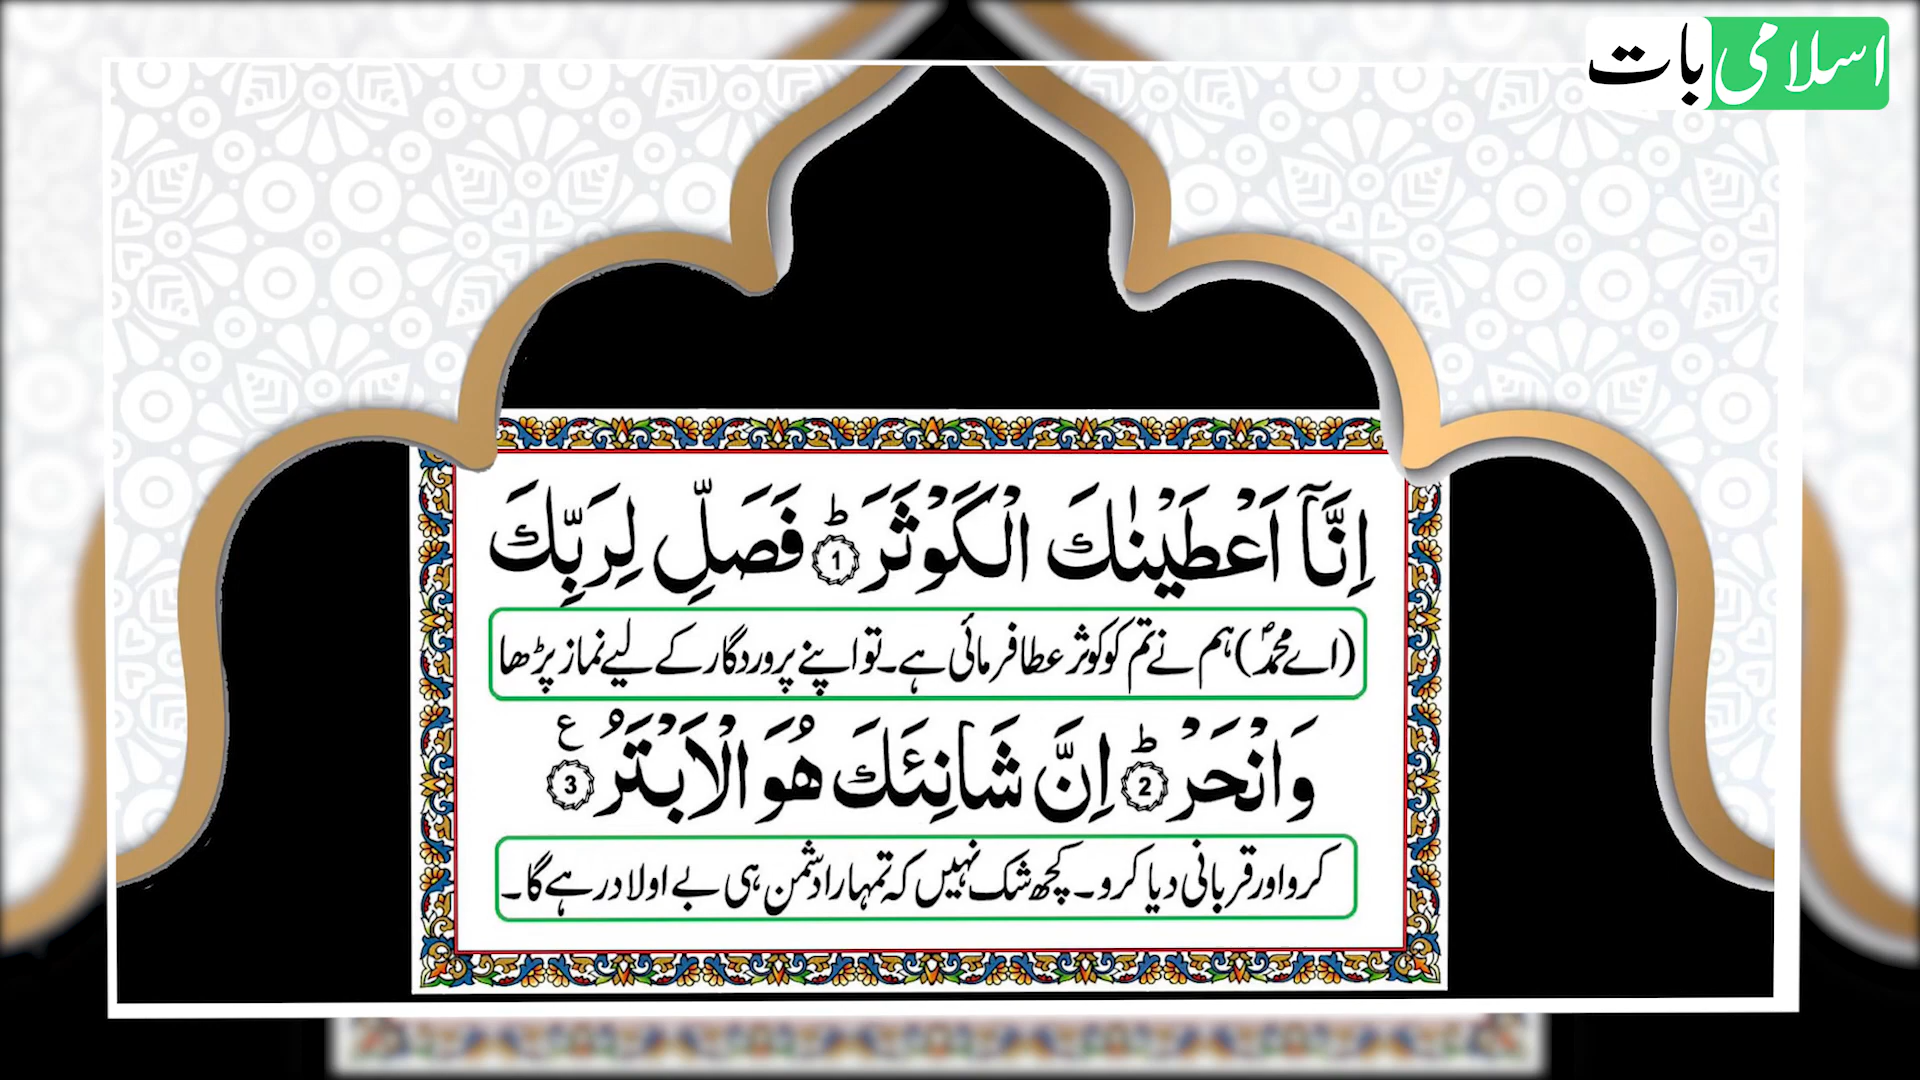 اسلامی بات
اِنَّاۤ اَعْطَیْنٰكَ الْكَوْثَرَؕ 1 فَصَلِّ لِرَبِّكَ
(اے محمدؐ) ہم نے تم کو کوثر عطا فرمائی ہے۔ تو اپنے پروردگار کے لیے نماز پڑھا
وَانْحَرْؕ 2 اِنَّ شَانِئَكَ هُوَ الْاَبْتَرُ 3 ع
کرو اور قربانی دیا کرو۔ کچھ شک نہیں کہ تمہارا دشمن ہی بے اولاد رہے گا۔